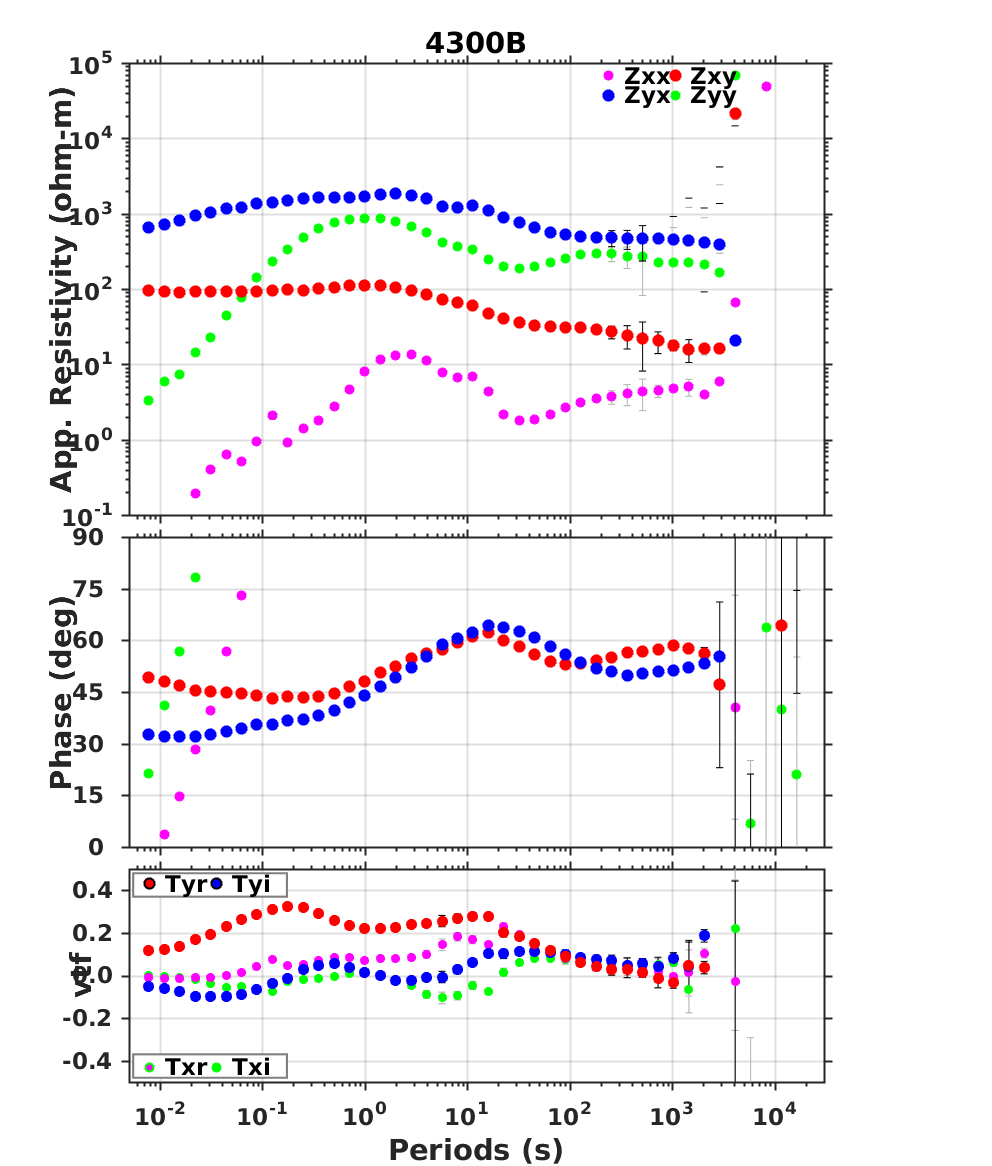 4300B
Zxx Zxy
Zyx Zyy
App. Resistivity (ohm-m)
10^5
10^4
10^3
10^2
10^1
10^0
10^-1
Phase (deg)
90
75
60
45
30
15
0
Tyr Tyi
vtf
0.4
0.2
0.0
-0.2
-0.4
Txr Txi
10^-2 10^-1 10^0 10^1 10^2 10^3 10^4
Periods (s)